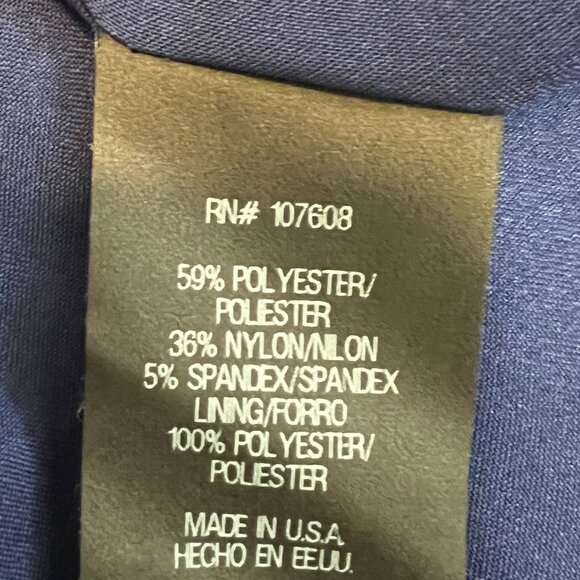 RN# 107608
59% POLYESTER/
POLIESTER
36% NYLON/NILON
5% SPANDEX/SPANDEX
LINING/FORRO
100% POLYESTER/
POLIESTER
MADE IN U.S.A.
HECHO EN EE.UU.